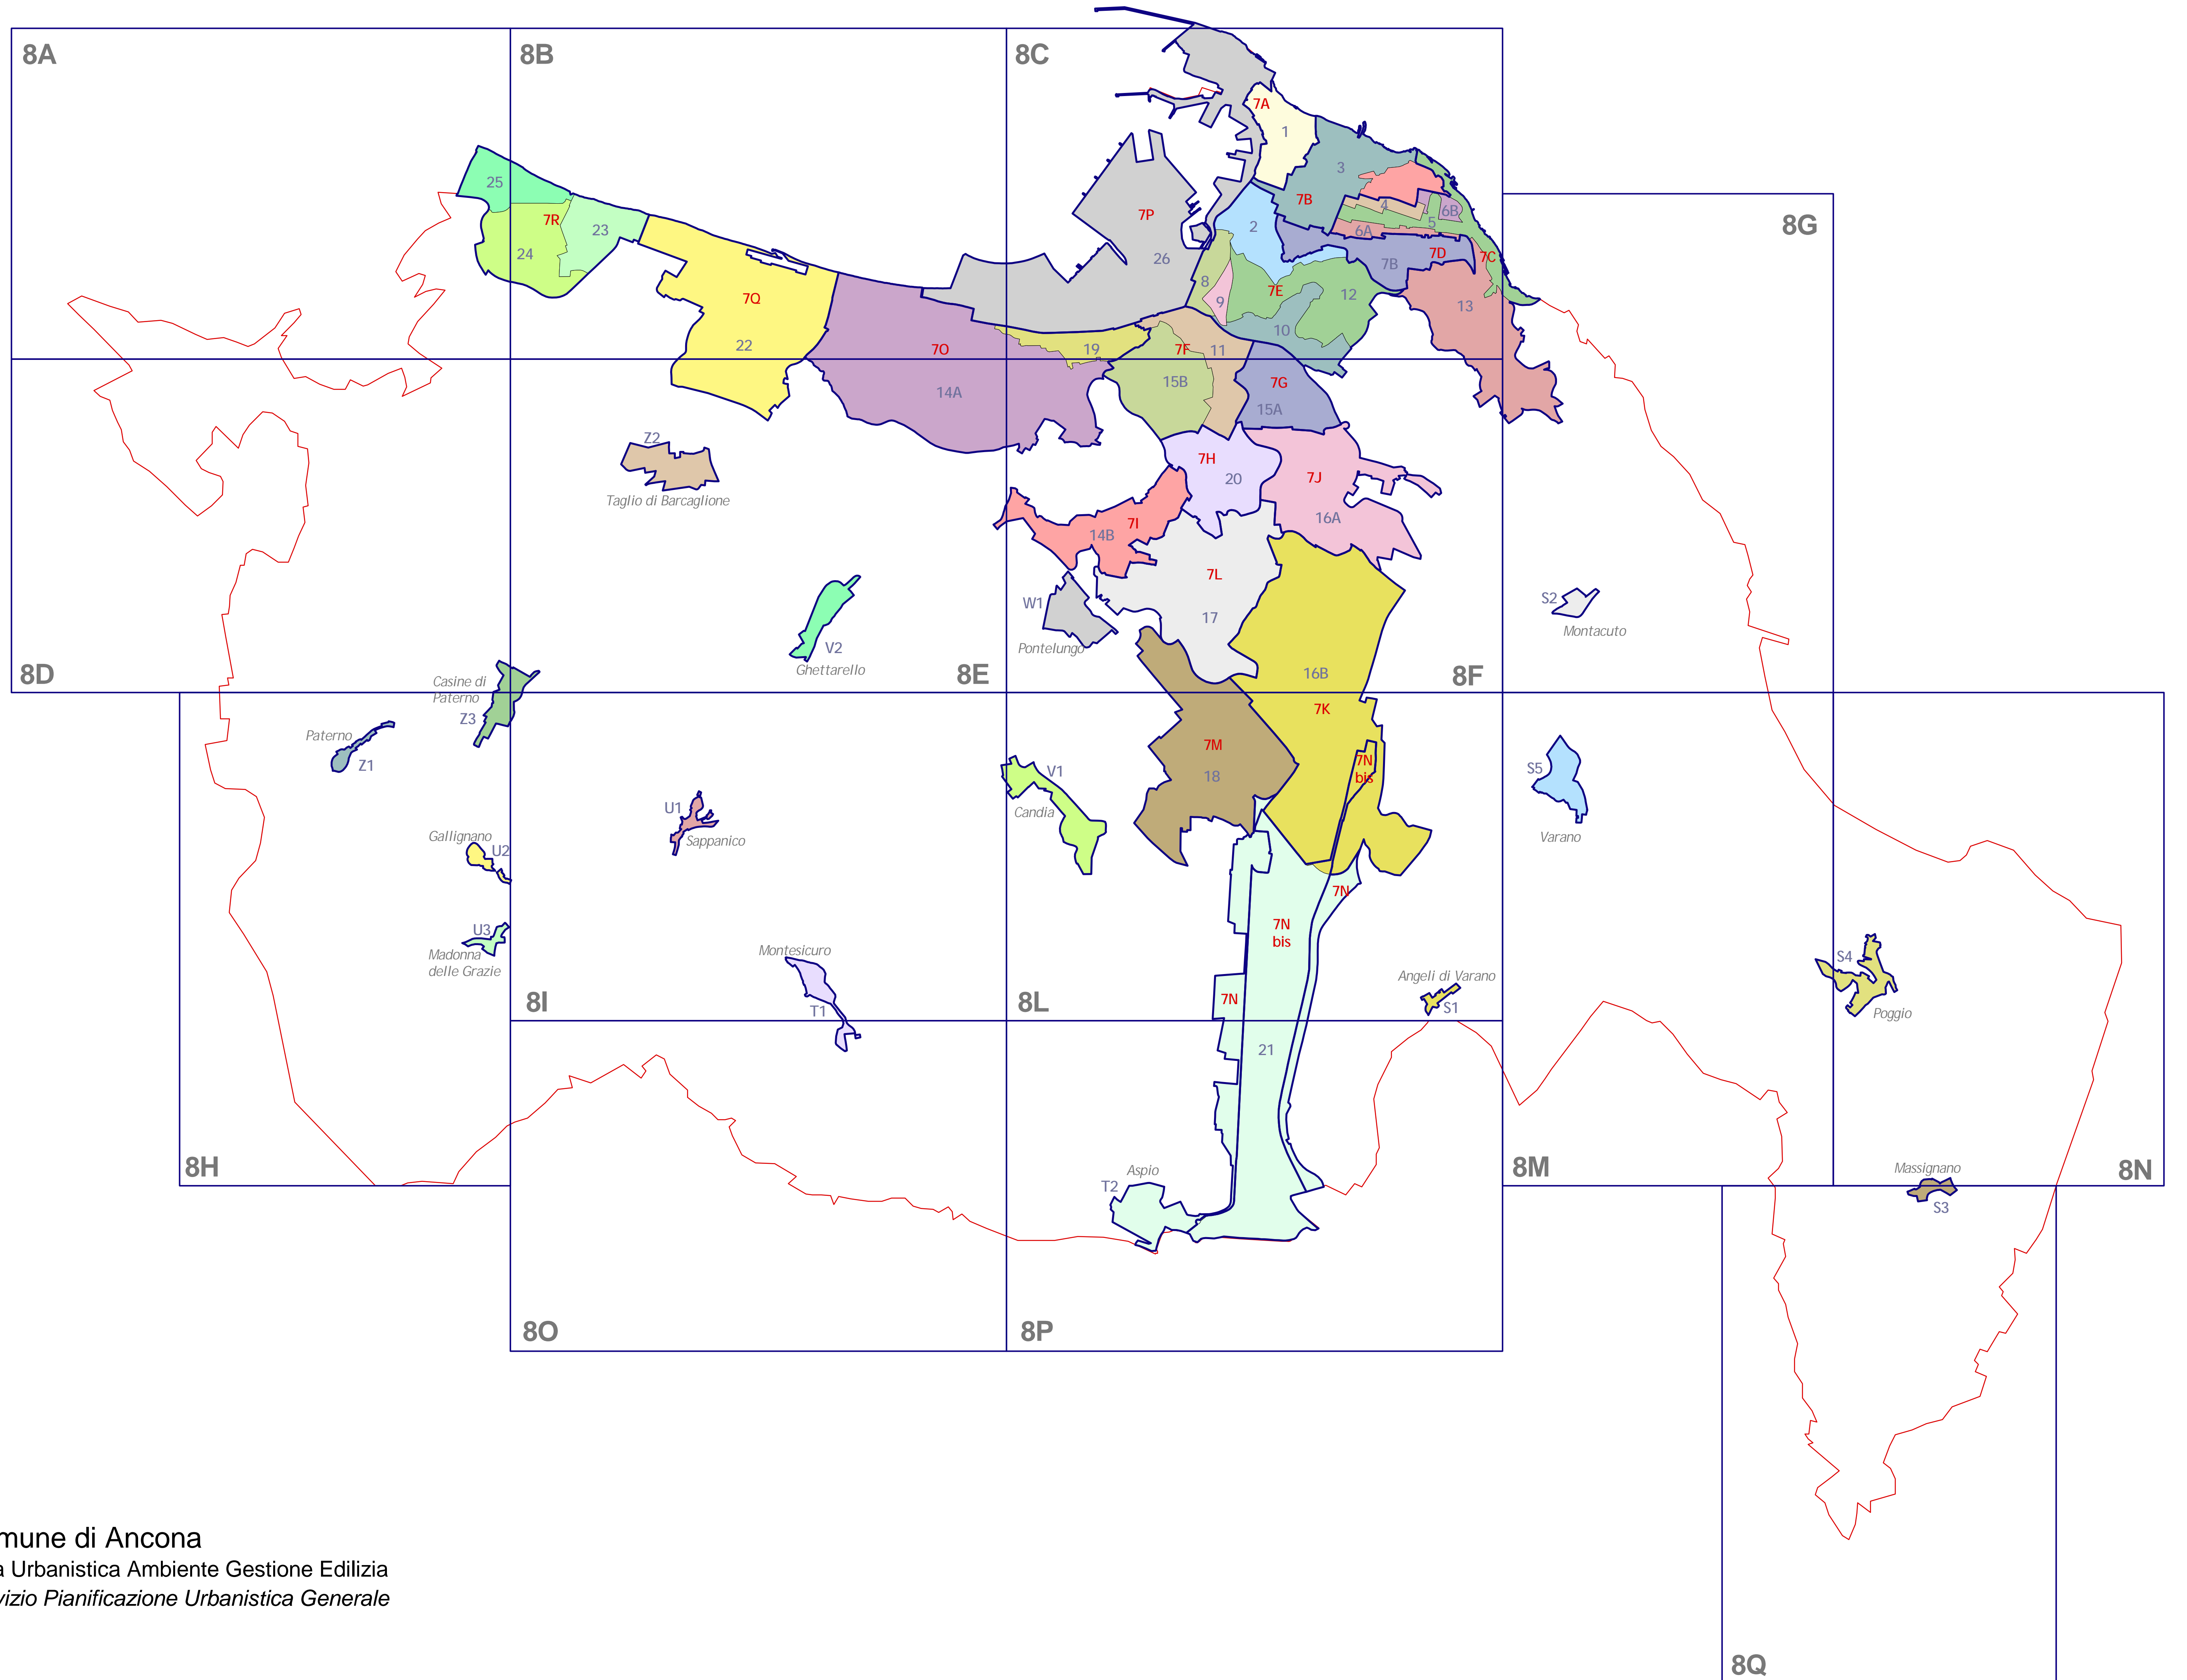 8A
8B
8C
7A
1
3
25
7B
7R
7P
4
6B
23
2
5
24
6A
26
7B
7D
7C
8G
8
7E
12
7Q
9
13
10
22
7O
19
7F
11
14A
15B
7G
15A
Z2
7H
20
7J
Taglio di Barcaglione
7I
14B
16A
7L
W1
17
S2
Montacuto
V2
Pontelungo
Ghettarello
8D
8E
16B
8F
Casine di
Paterno
Z3
7K
Paterno
Z1
7M
18
7N
bis
V1
S5
U1
Candia
Sappanico
Varano
Gallignano
U2
7N
U3
7N
bis
Madonna
delle Grazie
Montesicuro
S4
Angeli di Varano
8I
T1
8L
7N
S1
Poggio
21
8H
Aspio
T2
8M
Massignano
8N
S3
8O
8P
mune di Ancona
a Urbanistica Ambiente Gestione Edilizia
vizio Pianificazione Urbanistica Generale
8Q